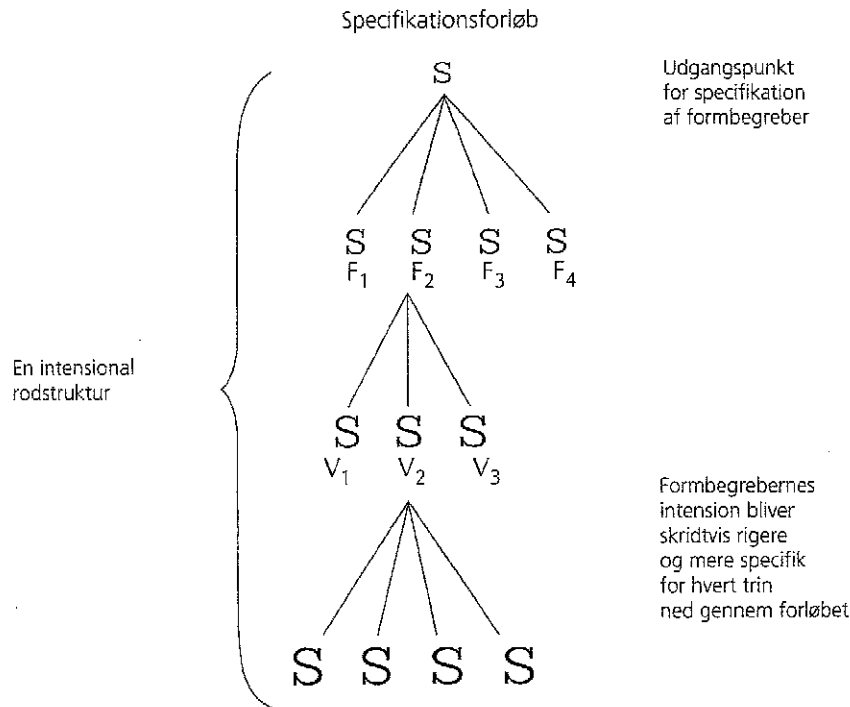 Specifikationsforløb
S
Udgangspunkt
for specifikation
af formbegreber
S S S S
F₁ F₂ F₃ F₄
En intensional
rodstruktur
S S S
V₁ V₂ V₃
Formbegrebernes
intension bliver
skridtvis rigere
og mere specifik
for hvert trin
ned gennem forløbet
S S S S